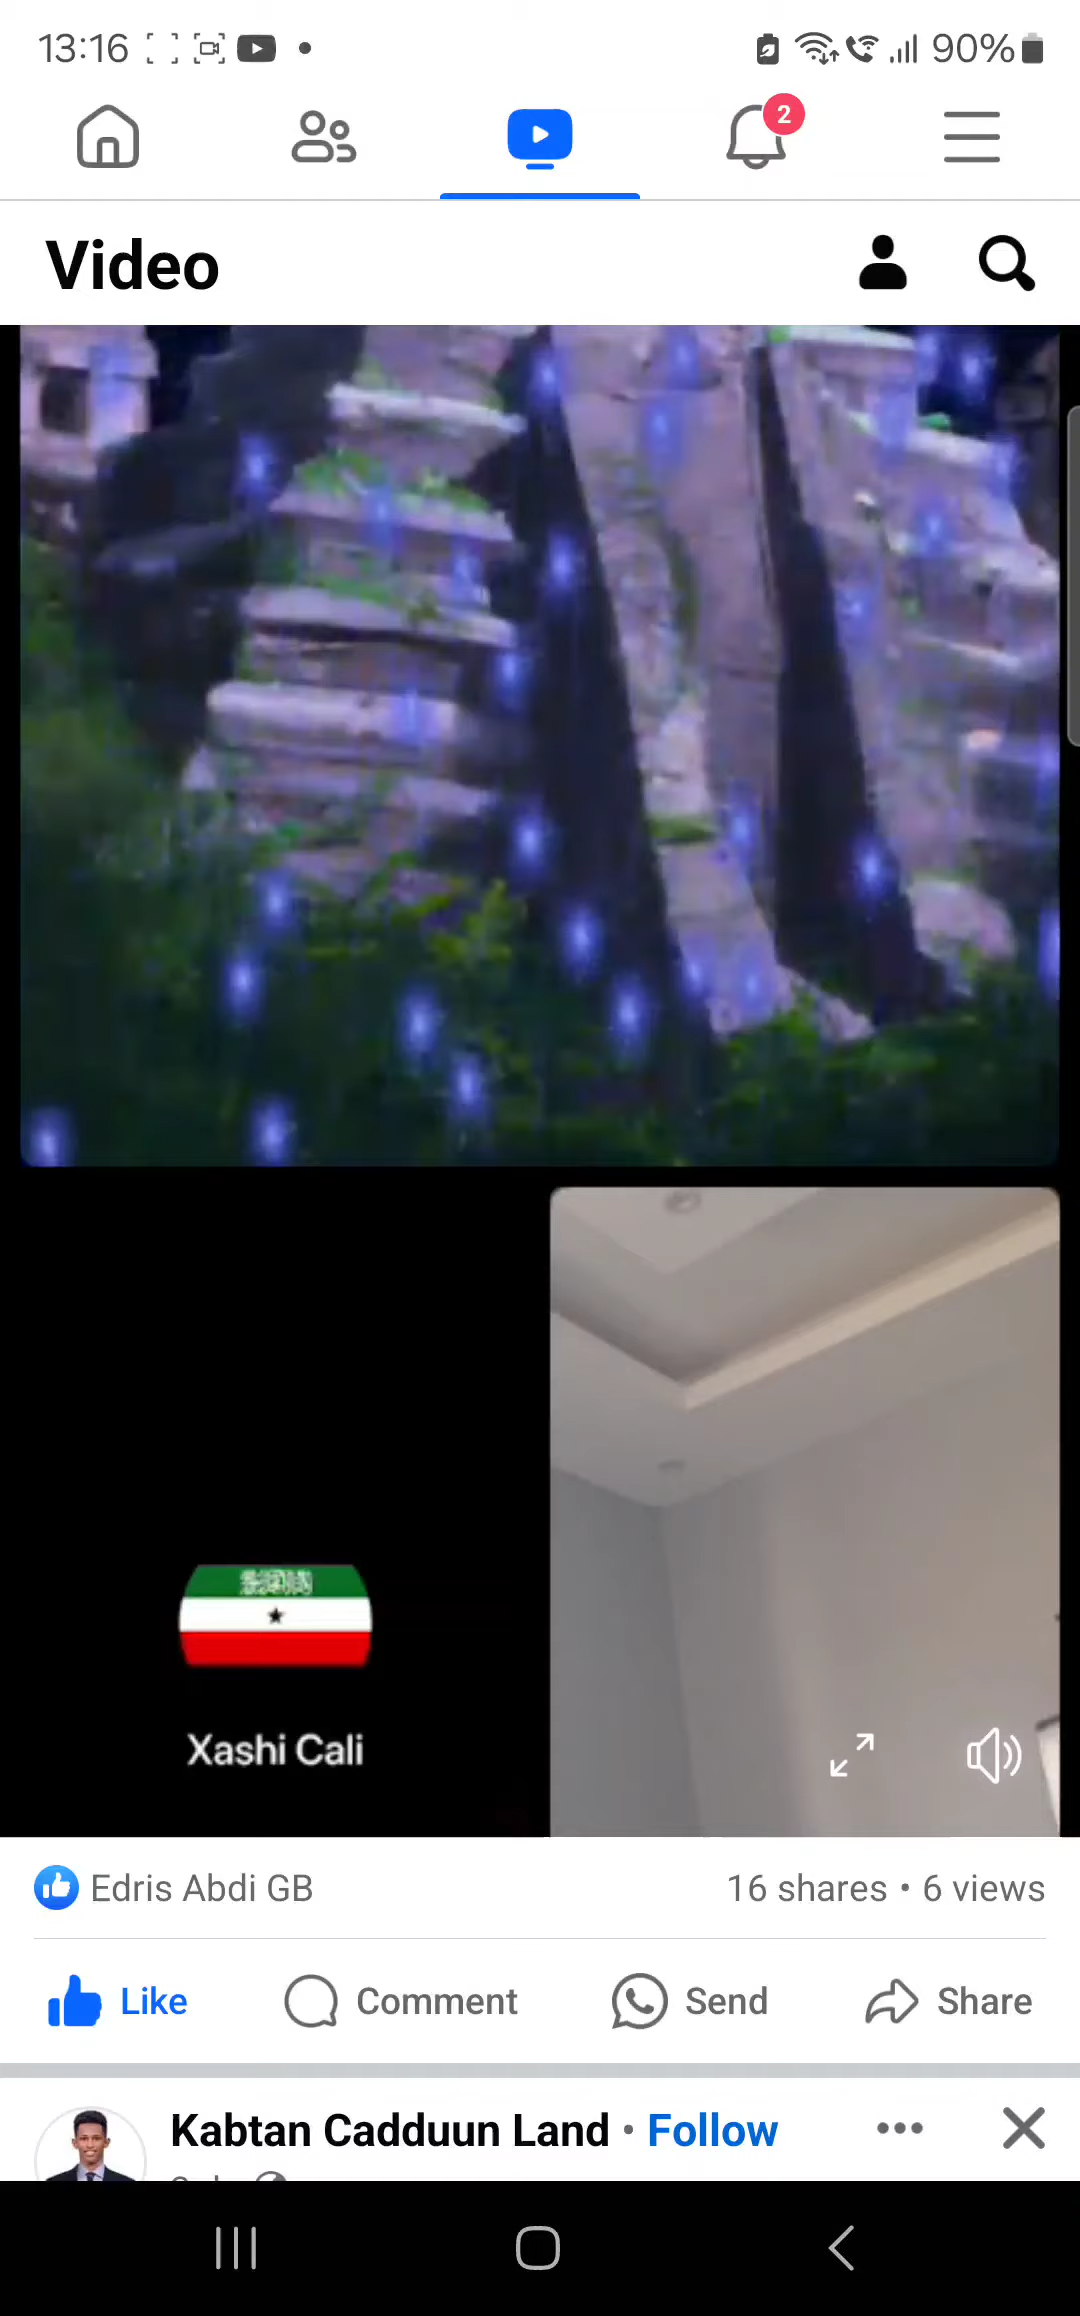 13:16
90%
2
Video
Xashi Cali
Edris Abdi GB
16 shares • 6 views
Like
Comment
Send
Share
Kabtan Cadduun Land • Follow